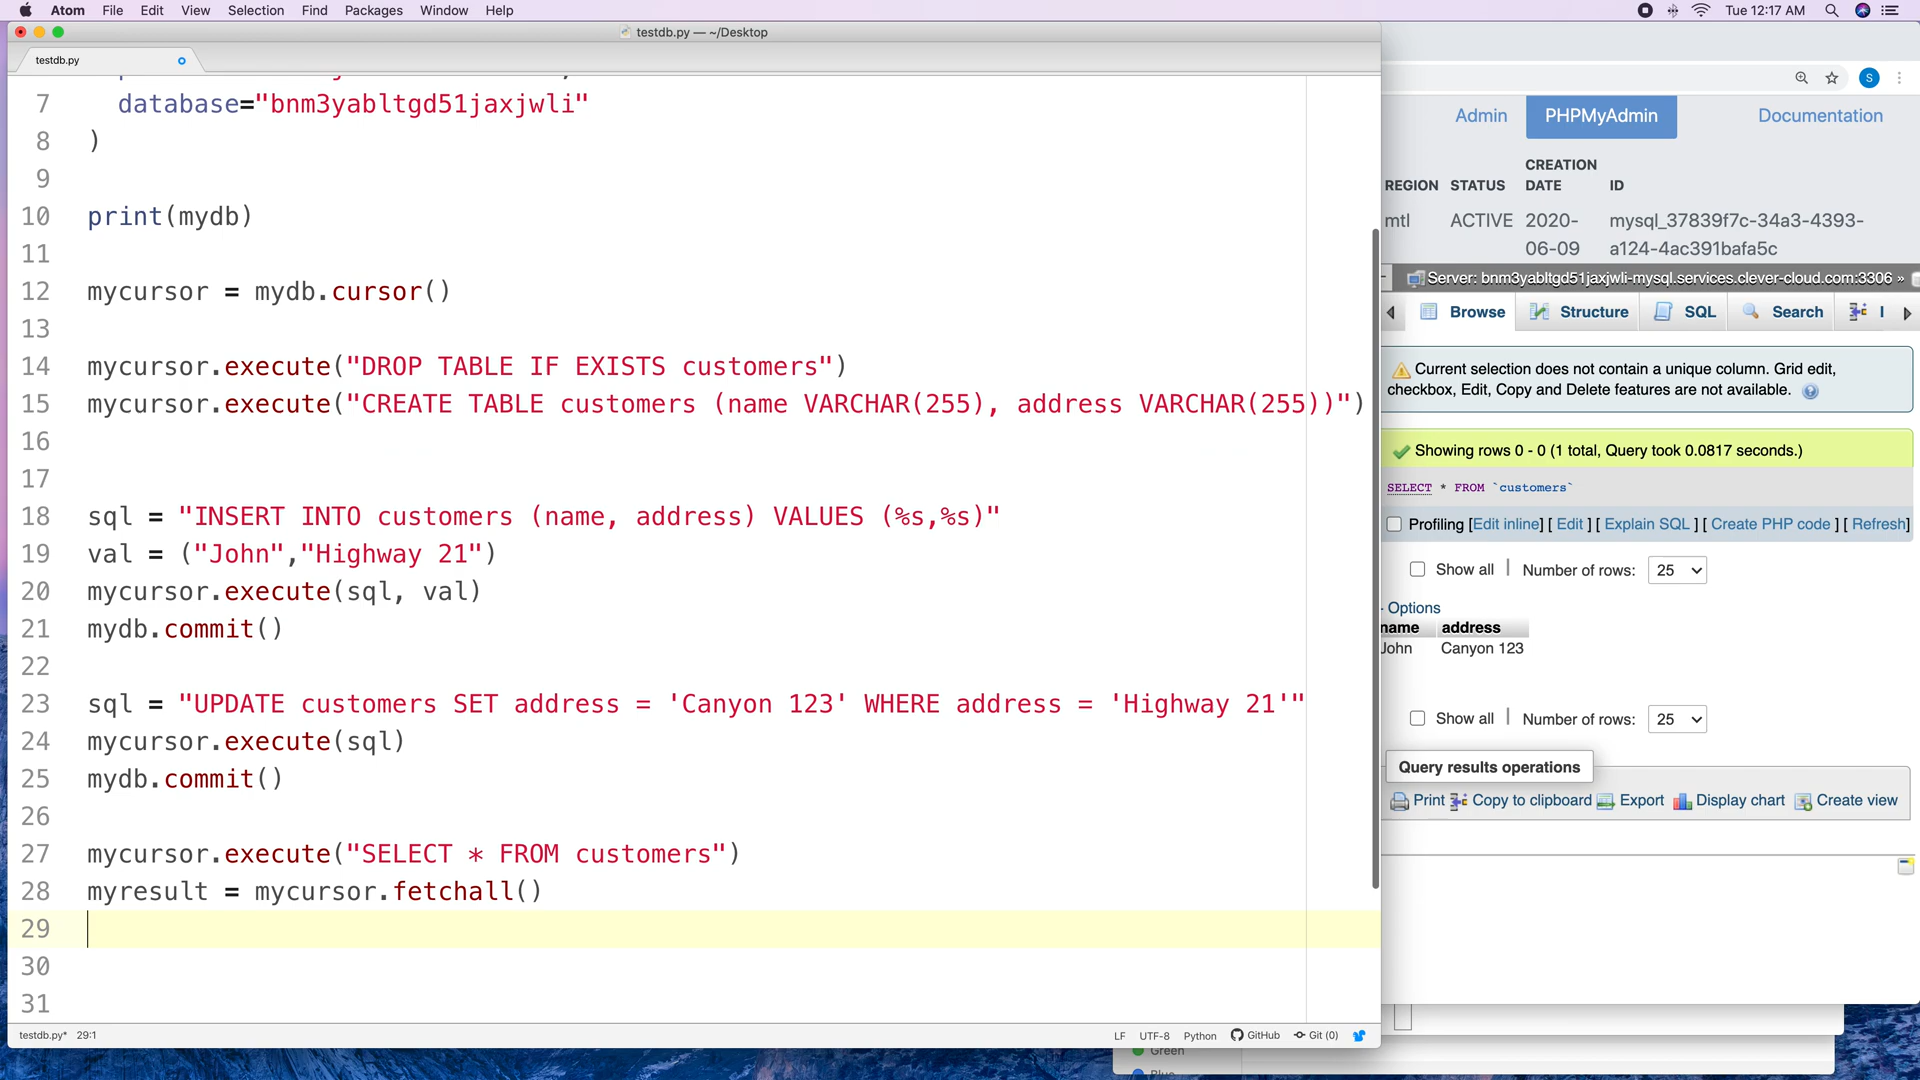 Atom File Edit View Selection Find Packages Window Help
Tue 12:17 AM
testdb.py — ~/Desktop
testdb.py
7 database="bnm3yabltgd51jaxjwli"
8 )
9
10 print(mydb)
11
12 mycursor = mydb.cursor()
13
14 mycursor.execute("DROP TABLE IF EXISTS customers")
15 mycursor.execute("CREATE TABLE customers (name VARCHAR(255), address VARCHAR(255))")
16
17
18 sql = "INSERT INTO customers (name, address) VALUES (%s,%s)"
19 val = ("John","Highway 21")
20 mycursor.execute(sql, val)
21 mydb.commit()
22
23 sql = "UPDATE customers SET address = 'Canyon 123' WHERE address = 'Highway 21'"
24 mycursor.execute(sql)
25 mydb.commit()
26
27 mycursor.execute("SELECT * FROM customers")
28 myresult = mycursor.fetchall()
29
30
31
testdb.py* 29:1
LF UTF-8 Python GitHub Git (0)
S
Admin PHPMyAdmin Documentation
CREATION
REGION STATUS DATE ID
mtl ACTIVE 2020- mysql_37839f7c-34a3-4393-
06-09 a124-4ac391bafa5c
Server: bnm3yabltgd51jaxjwli-mysql.services.clever-cloud.com:3306 »
Browse Structure SQL Search I
Current selection does not contain a unique column. Grid edit,
checkbox, Edit, Copy and Delete features are not available.
Showing rows 0 - 0 (1 total, Query took 0.0817 seconds.)
SELECT * FROM `customers`
Profiling [Edit inline] [ Edit ] [ Explain SQL ] [ Create PHP code ] [ Refresh]
Show all | Number of rows: 25
Options
name address
John Canyon 123
Show all | Number of rows: 25
Query results operations
Print Copy to clipboard Export Display chart Create view
Green
Blue